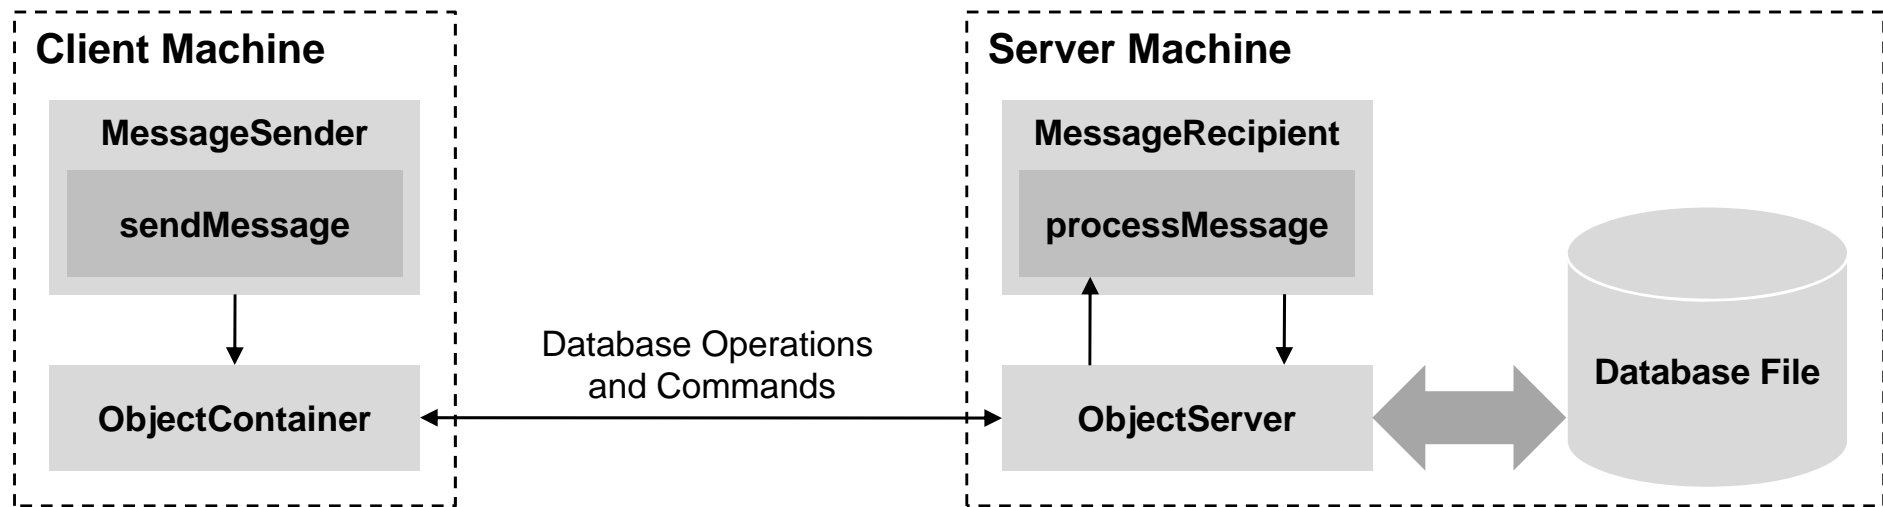 Client Machine
MessageSender
sendMessage
ObjectContainer
Database Operations
and Commands
Server Machine
MessageRecipient
processMessage
ObjectServer
Database File